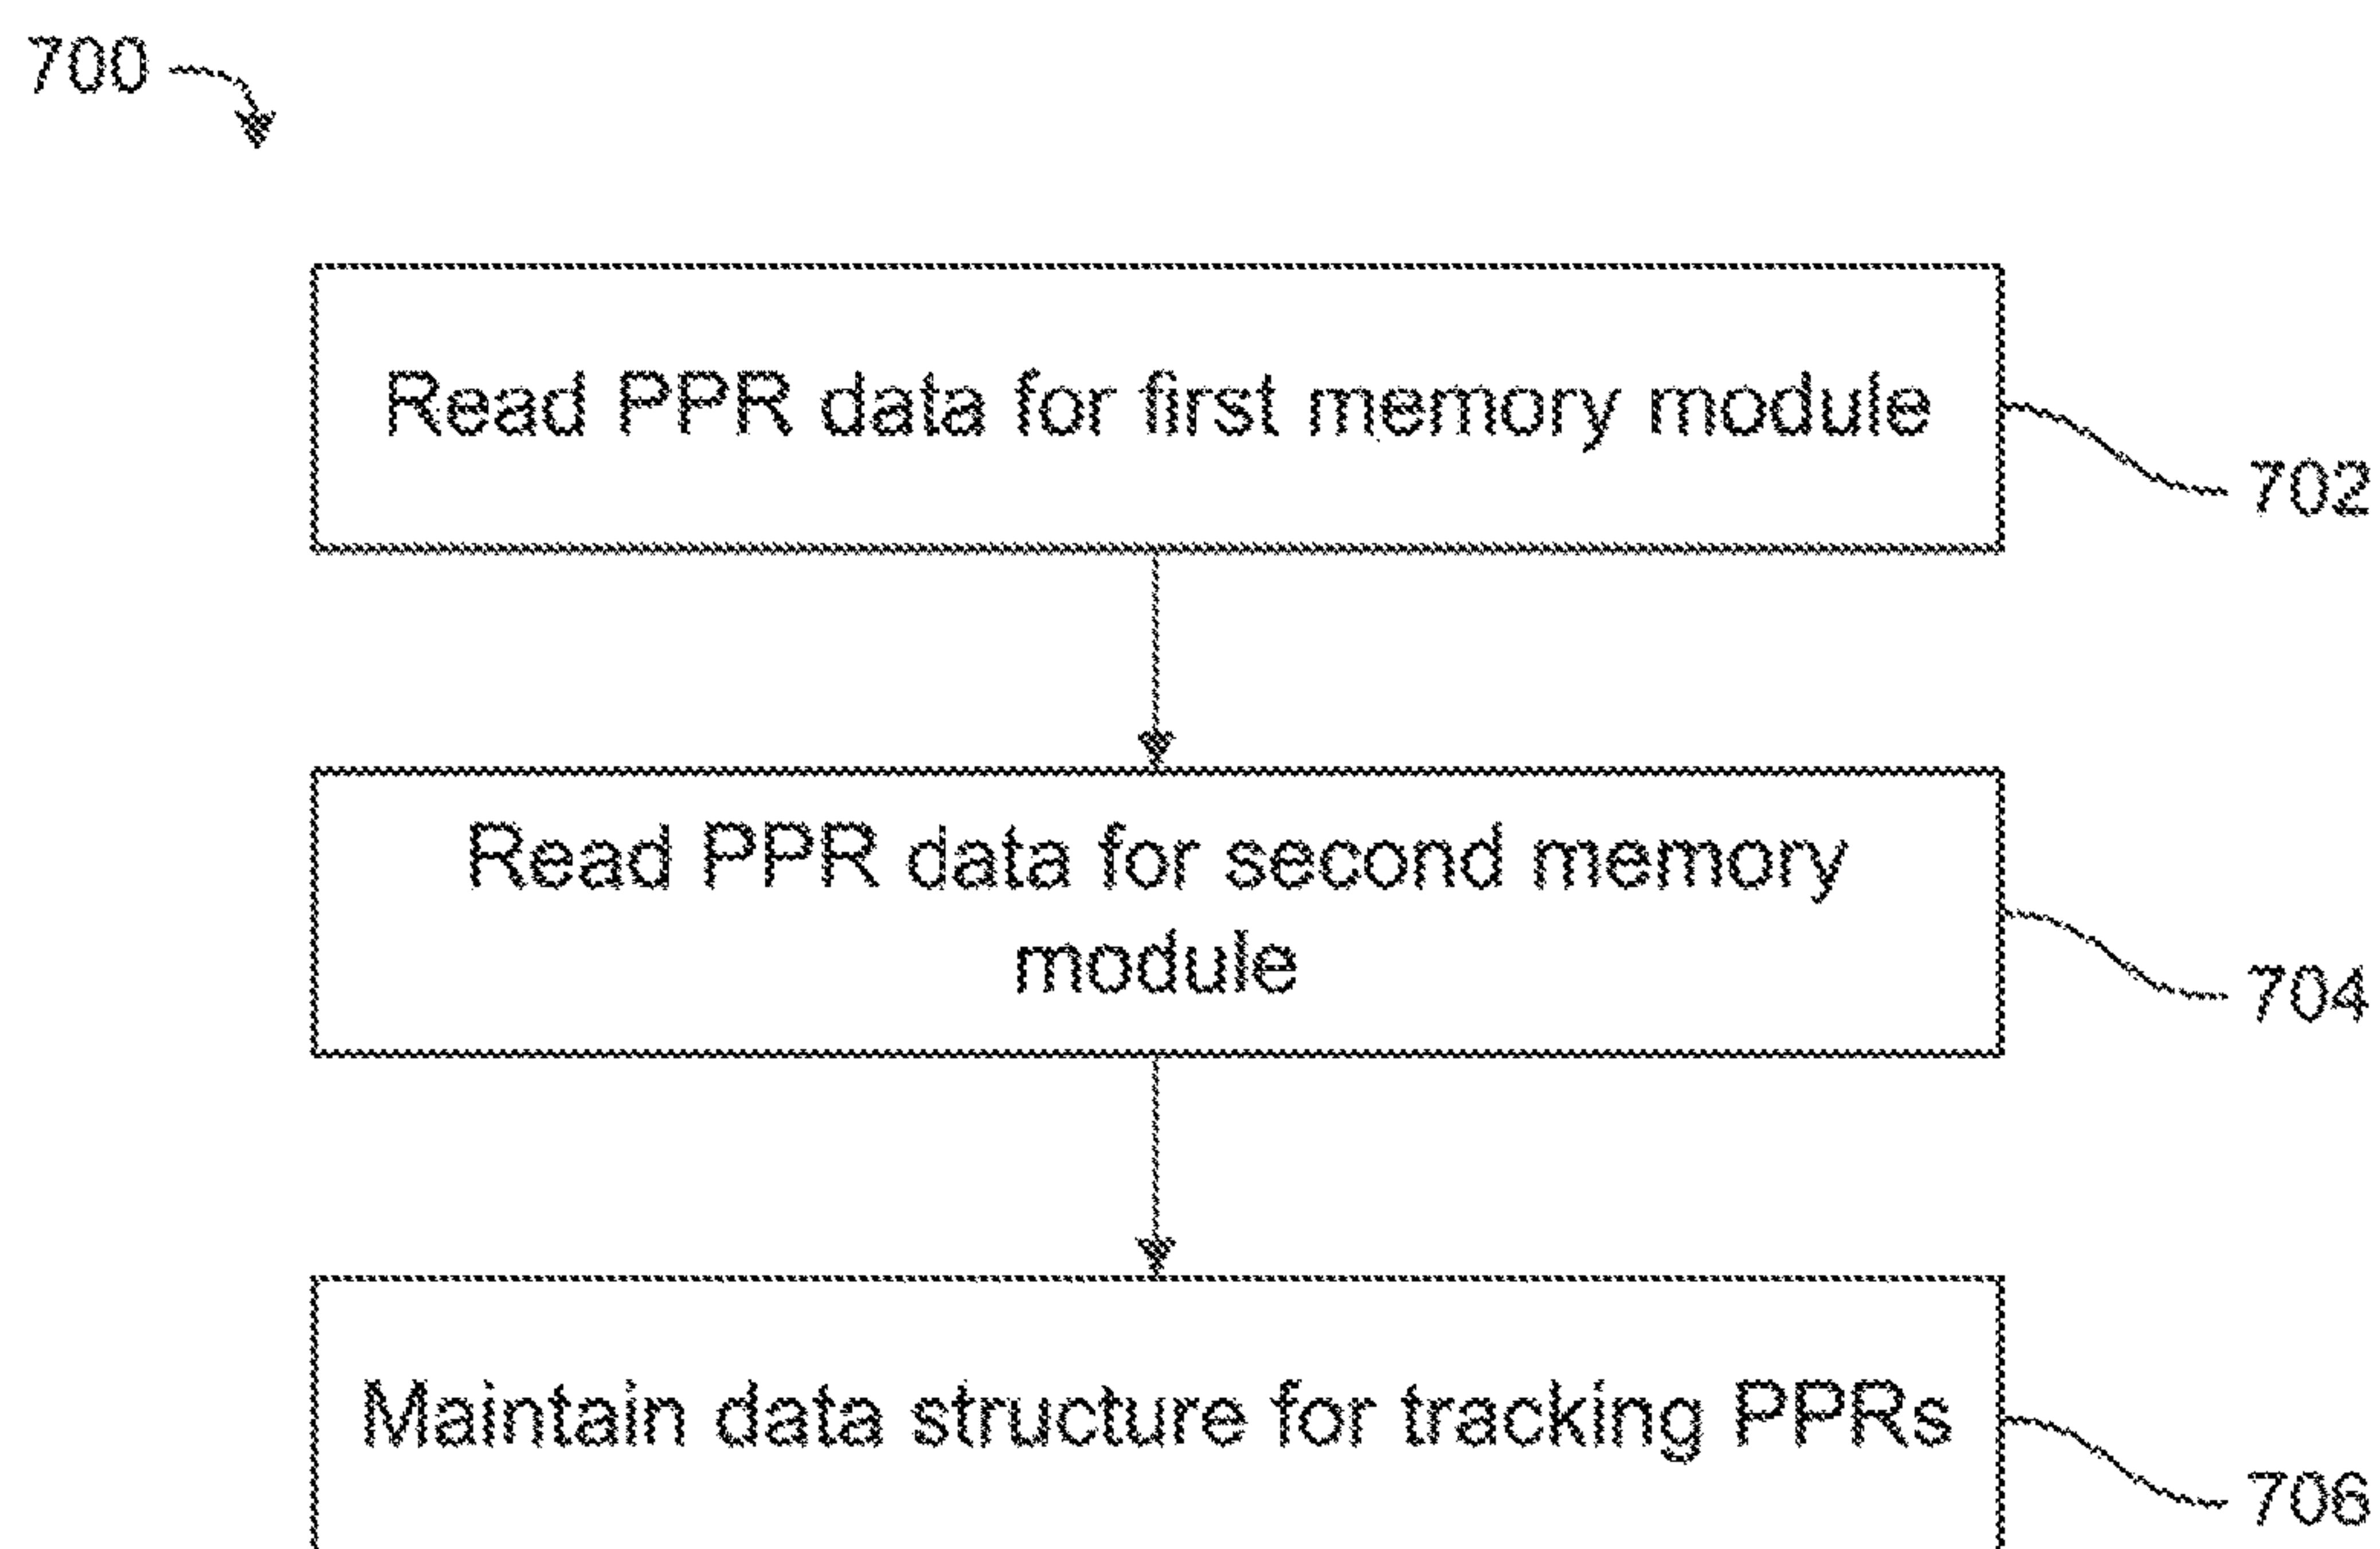 700
Read PPR data for first memory module
702
Read PPR data for second memory
module
704
Maintain data structure for tracking PPRs
706